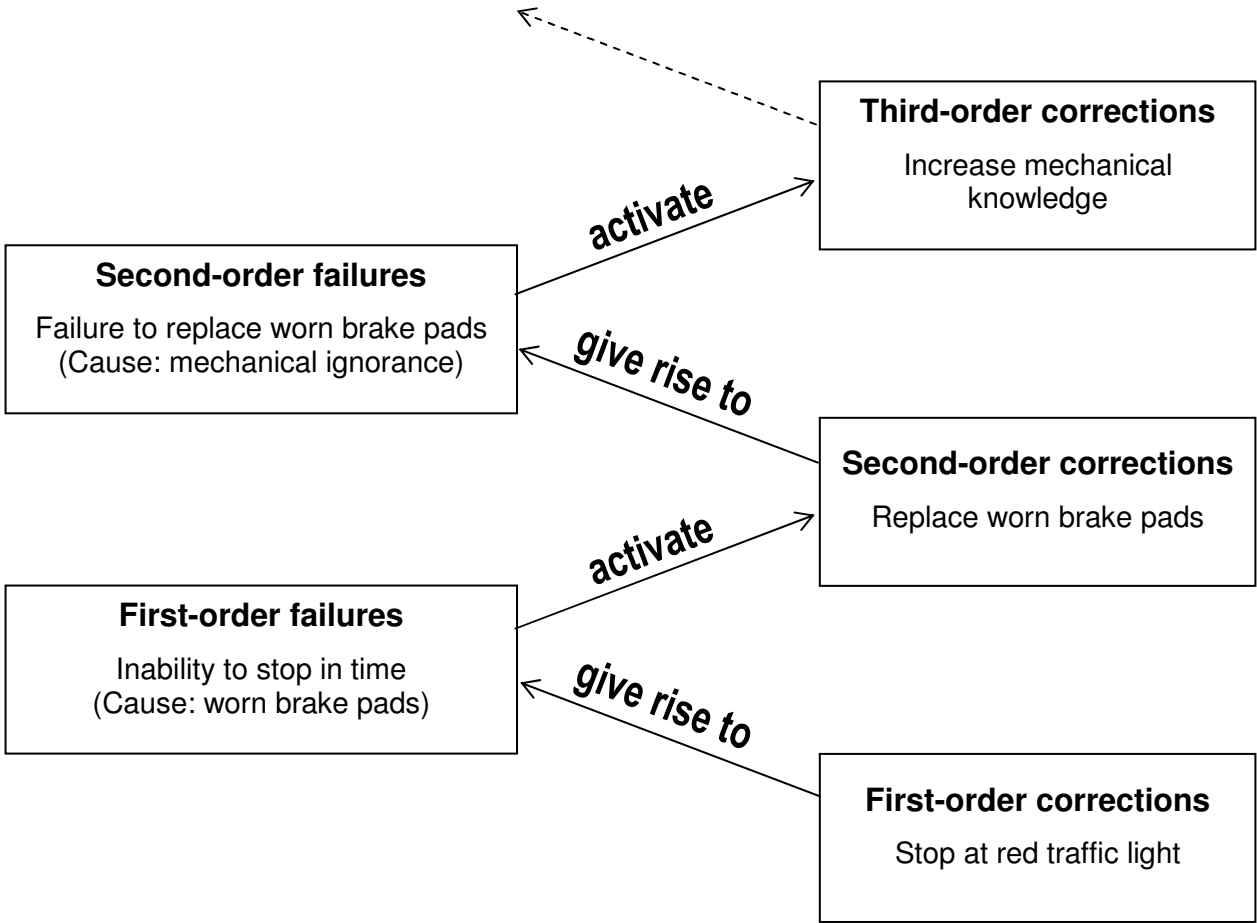 Third-order corrections
Increase mechanical
knowledge
activate
Second-order failures
Failure to replace worn brake pads
(Cause: mechanical ignorance)
give rise to
Second-order corrections
Replace worn brake pads
activate
First-order failures
Inability to stop in time
(Cause: worn brake pads)
give rise to
First-order corrections
Stop at red traffic light